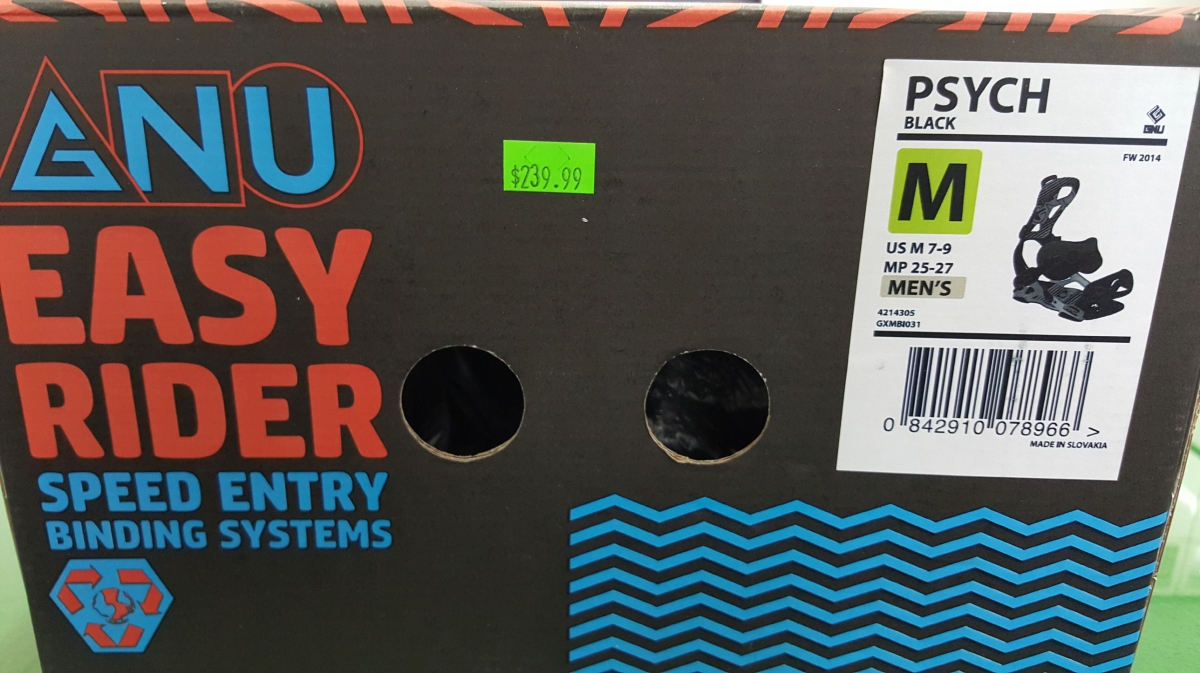 GNU
EASY
RIDER
SPEED ENTRY
BINDING SYSTEMS
$239.99
PSYCH
BLACK
GNU
FW 2014
M
US M 7-9
MP 25-27
MEN'S
4214305
GXMBI031
0 842910 078966 >
MADE IN SLOVAKIA